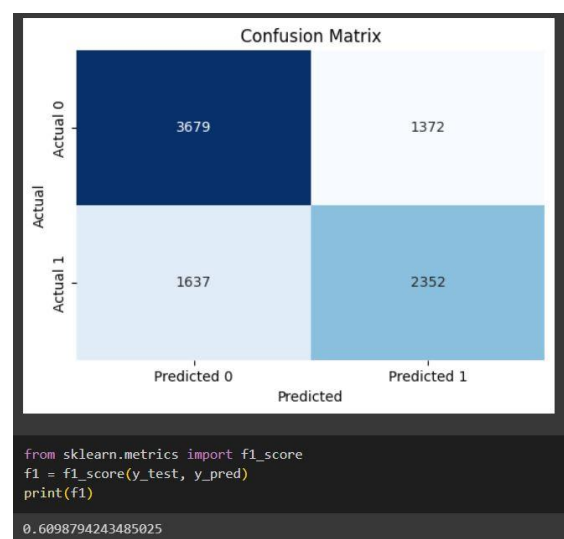 Confusion Matrix
Actual 0
3679
1372
Actual
Actual 1
1637
2352
Predicted 0
Predicted 1
Predicted
from sklearn.metrics import f1_score
f1 = f1_score(y_test, y_pred)
print(f1)
0.6098794243485025